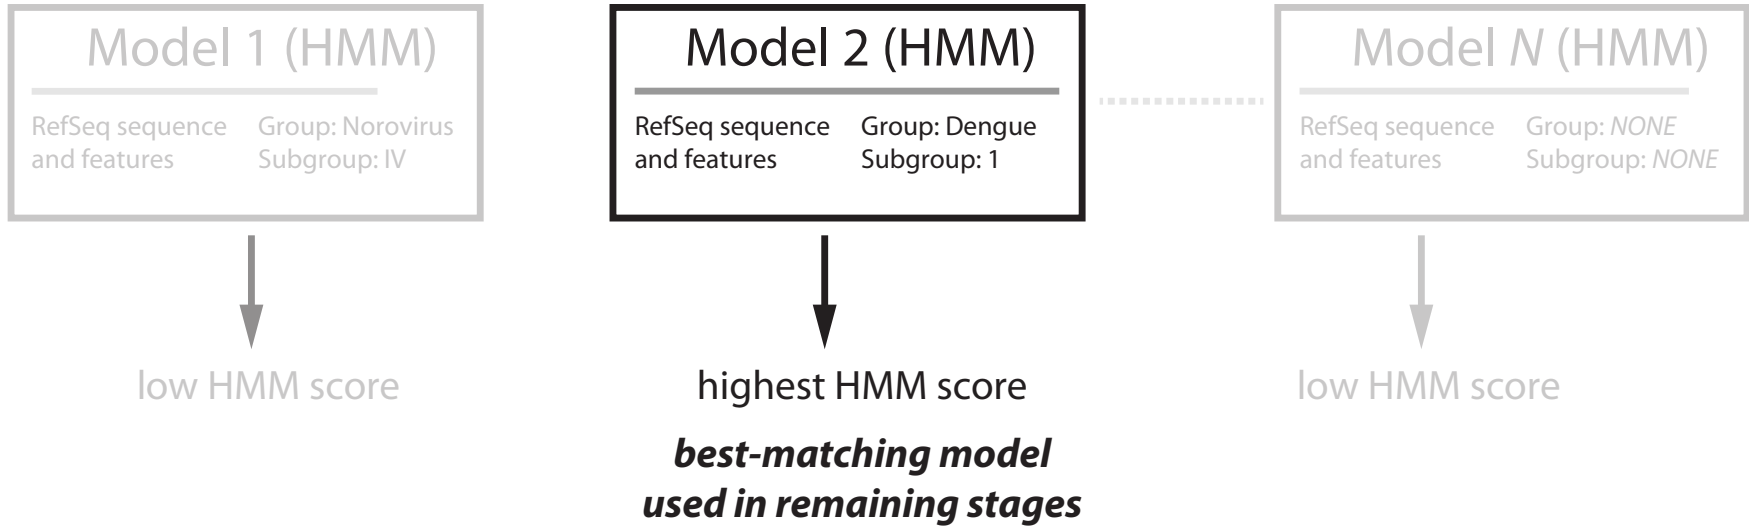 Model 1 (HMM)
RefSeq sequence
and features
Group: Norovirus
Subgroup: IV
low HMM score
Model 2 (HMM)
RefSeq sequence
and features
Group: Dengue
Subgroup: 1
highest HMM score
best-matching model
used in remaining stages
Model N (HMM)
RefSeq sequence
and features
Group: NONE
Subgroup: NONE
low HMM score